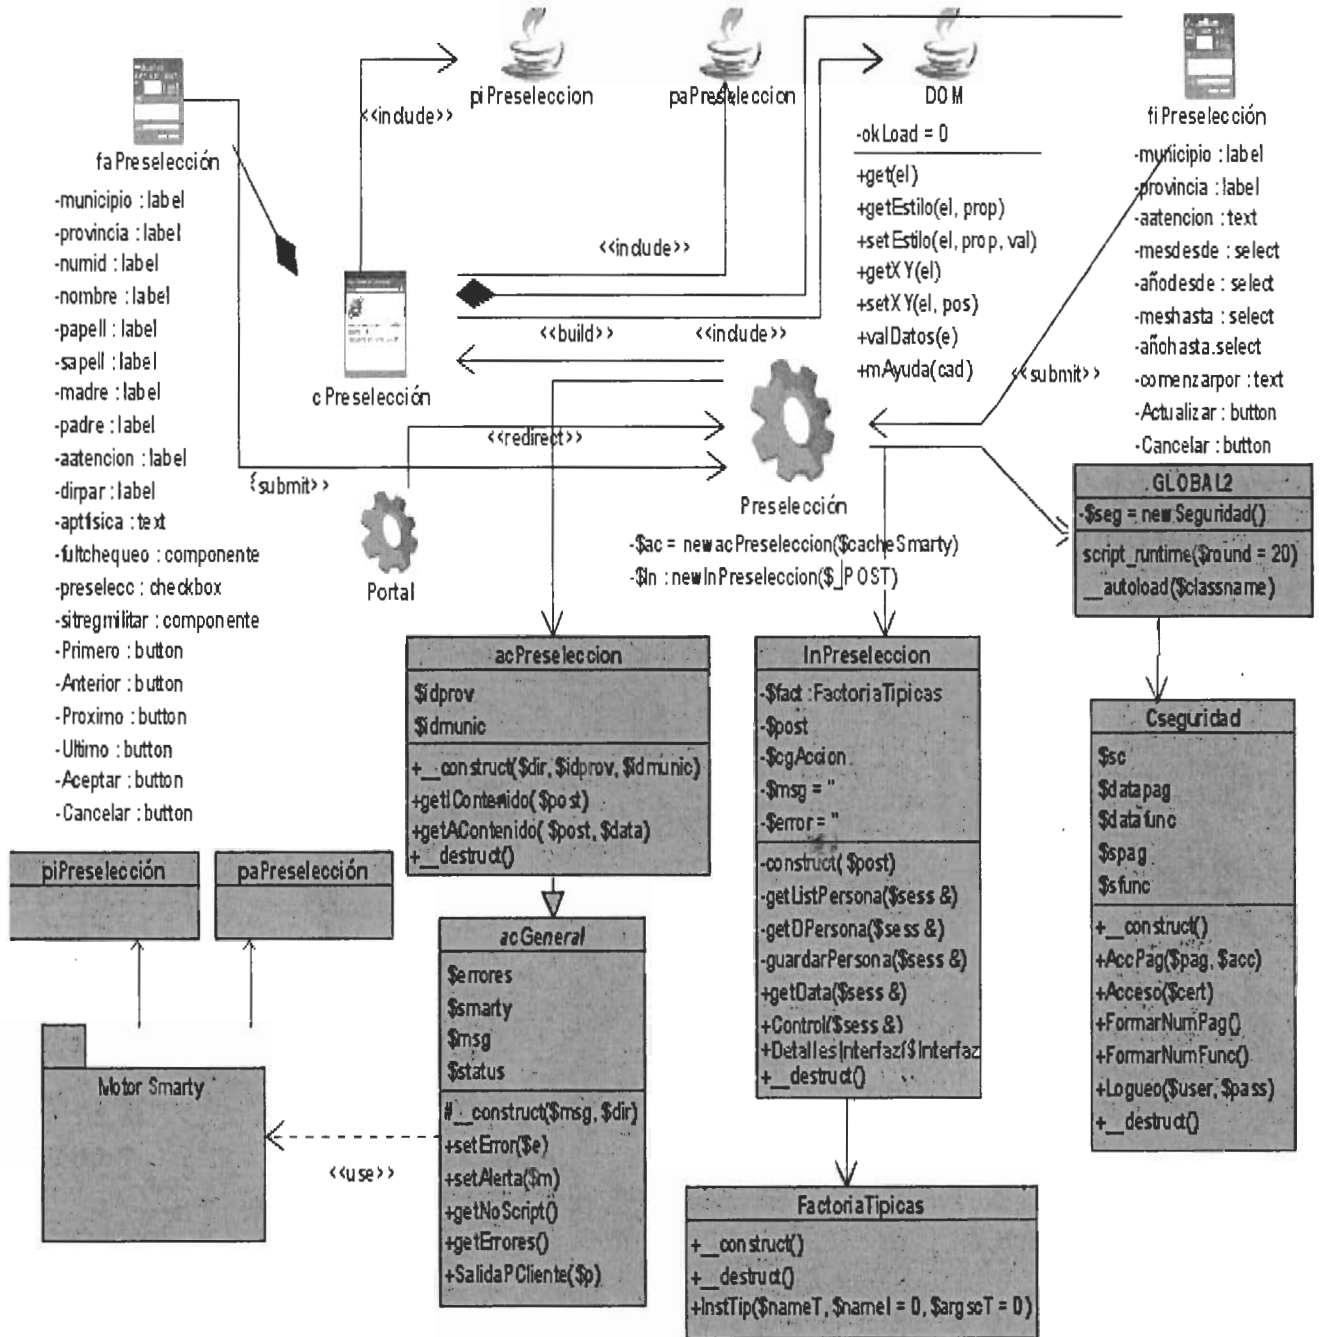 piPreseleccion
paPreseleccion
DOM
-okLoad = 0
+get(el)
+getEstilo(el, prop)
+setEstilo(el, prop, val)
+getXY(el)
+setXY(el, pos)
+valDatos(e)
+mAyuda(cad)
fiPreselección
-municipio : label
-provincia : label
-aatencion : text
-mesdesde : select
-añodesde : select
-meshasta : select
-añohasta.select
-comenzarpor : text
-Actualizar : button
-Cancelar : button
faPreselección
-municipio : label
-provincia : label
-numid : label
-nombre : label
-papell : label
-sapell : label
-madre : label
-padre : label
-aatencion : label
-dirpar : label
-aptfisica : text
-fultchequeo : componente
-preselecc : checkbox
-sitregmilitar : componente
-Primero : button
-Anterior : button
-Proximo : button
-Ultimo : button
-Aceptar : button
-Cancelar : button
<<include>>
<<include>>
<<build>>
<<include>>
<<submit>>
cPreselección
<<redirect>>
<submit>>
Portal
Preselección
-$ac = new acPreseleccion($cacheSmarty)
-$ln : new lnPreseleccion($_POST)
GLOBAL2
-$seg = new Seguridad()
script_runtime($round = 20)
__autoload($classname)
acPreseleccion
$idprov
$idmunic
+__construct($dir, $idprov, $idmunic)
+getIContenido( $post)
+getAContenido( $post, $data)
+__destruct()
lnPreseleccion
-$fact :FactoriaTipicas
-$post
-$cgAccion
-$msg = ''
-$error = ''
-construct( $post)
-getListPersona($sess &)
-getDPersona($sess &)
-guardarPersona($sess &)
+getData($sess &)
+Control($sess &)
+DetallesInterfaz($Interfaz
+__destruct()
Cseguridad
$sc
$datapag
$datafunc
$spag
$sfunc
+__construct()
+AccPag($pag, $acc)
+Acceso($cert)
+FormarNumPag()
+FormarNumFunc()
+Logueo($user, $pass)
+__destruct()
piPreselección
paPreselección
acGeneral
$errores
$smarty
$msg
$status
#__construct($msg, $dir)
+setError($e)
+setAlerta($m)
+getNoScript()
+getErrores()
+SalidaPCliente($p)
Motor Smarty
<<use>>
FactoriaTipicas
+__construct()
+__destruct()
+InstTip($nameT, $nameI = 0, $argscT = 0)